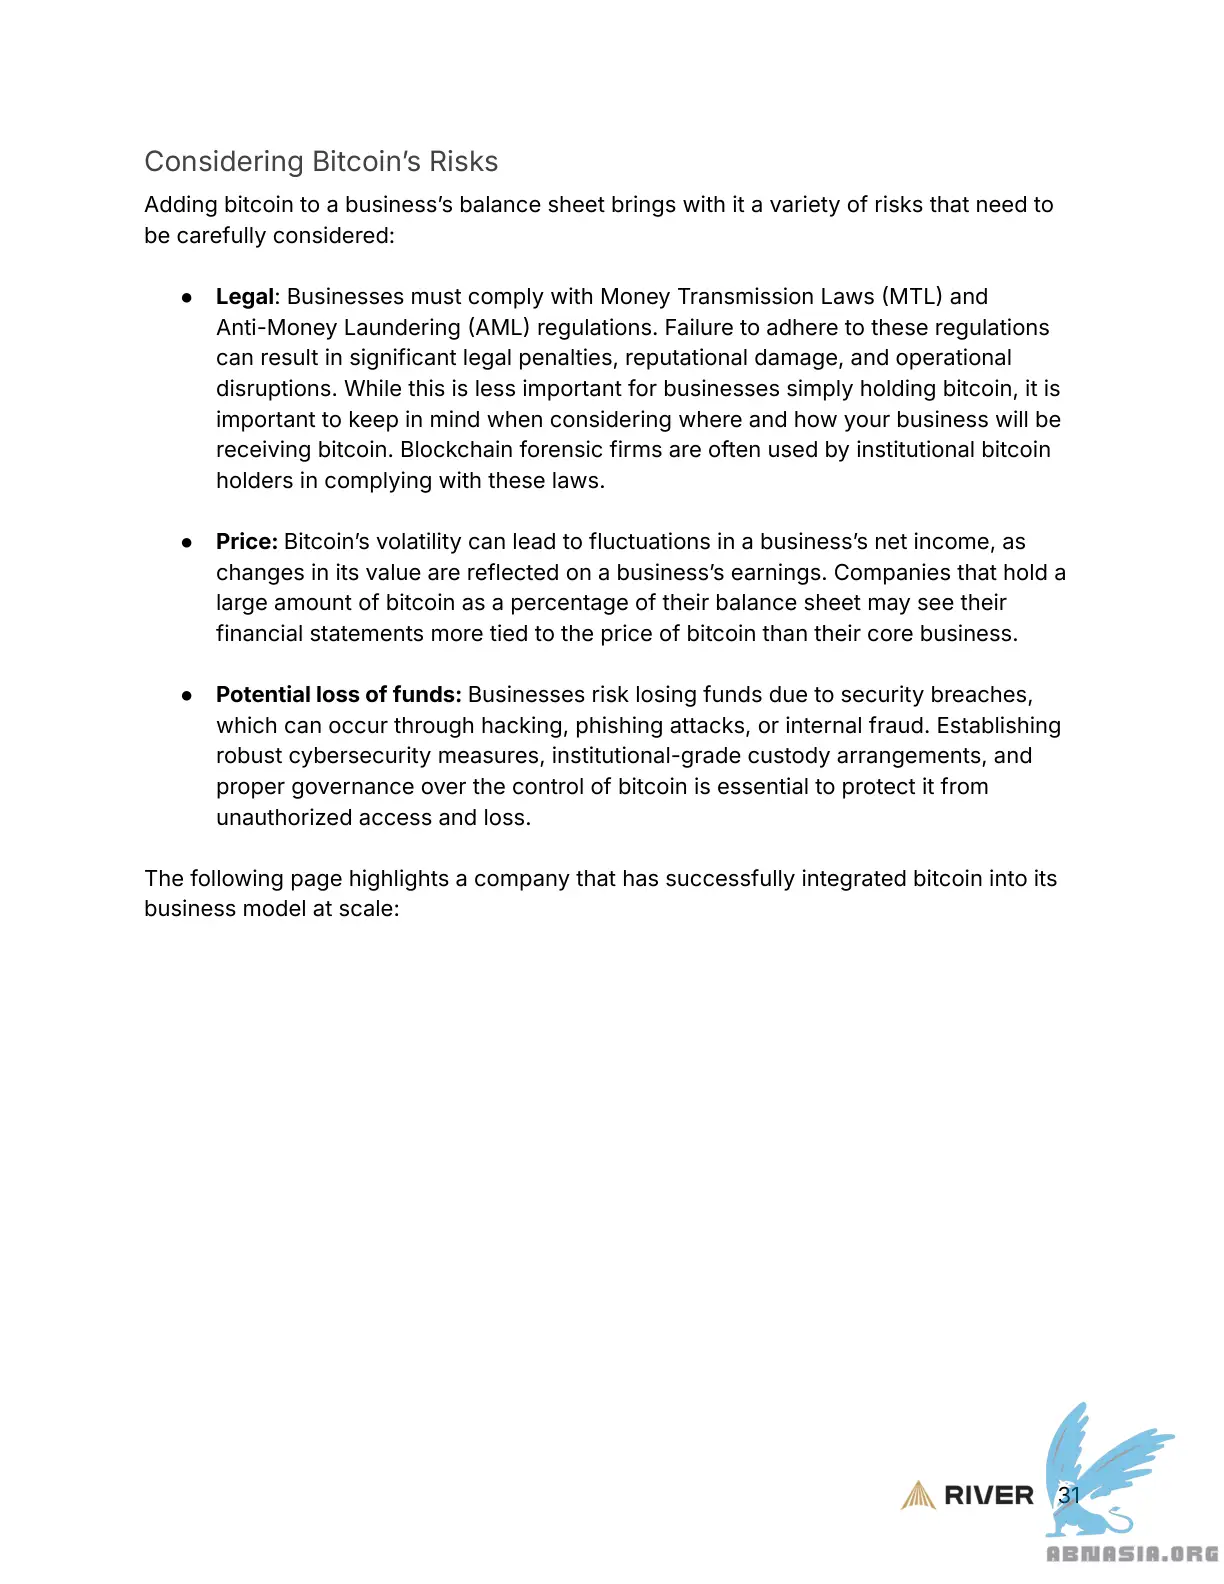 Considering Bitcoin’s Risks
Adding bitcoin to a business’s balance sheet brings with it a variety of risks that need to
be carefully considered:
● Legal: Businesses must comply with Money Transmission Laws (MTL) and
Anti-Money Laundering (AML) regulations. Failure to adhere to these regulations
can result in significant legal penalties, reputational damage, and operational
disruptions. While this is less important for businesses simply holding bitcoin, it is
important to keep in mind when considering where and how your business will be
receiving bitcoin. Blockchain forensic firms are often used by institutional bitcoin
holders in complying with these laws.
● Price: Bitcoin’s volatility can lead to fluctuations in a business’s net income, as
changes in its value are reflected on a business’s earnings. Companies that hold a
large amount of bitcoin as a percentage of their balance sheet may see their
financial statements more tied to the price of bitcoin than their core business.
● Potential loss of funds: Businesses risk losing funds due to security breaches,
which can occur through hacking, phishing attacks, or internal fraud. Establishing
robust cybersecurity measures, institutional-grade custody arrangements, and
proper governance over the control of bitcoin is essential to protect it from
unauthorized access and loss.
The following page highlights a company that has successfully integrated bitcoin into its
business model at scale:
RIVER 31
ABNASIA.ORG